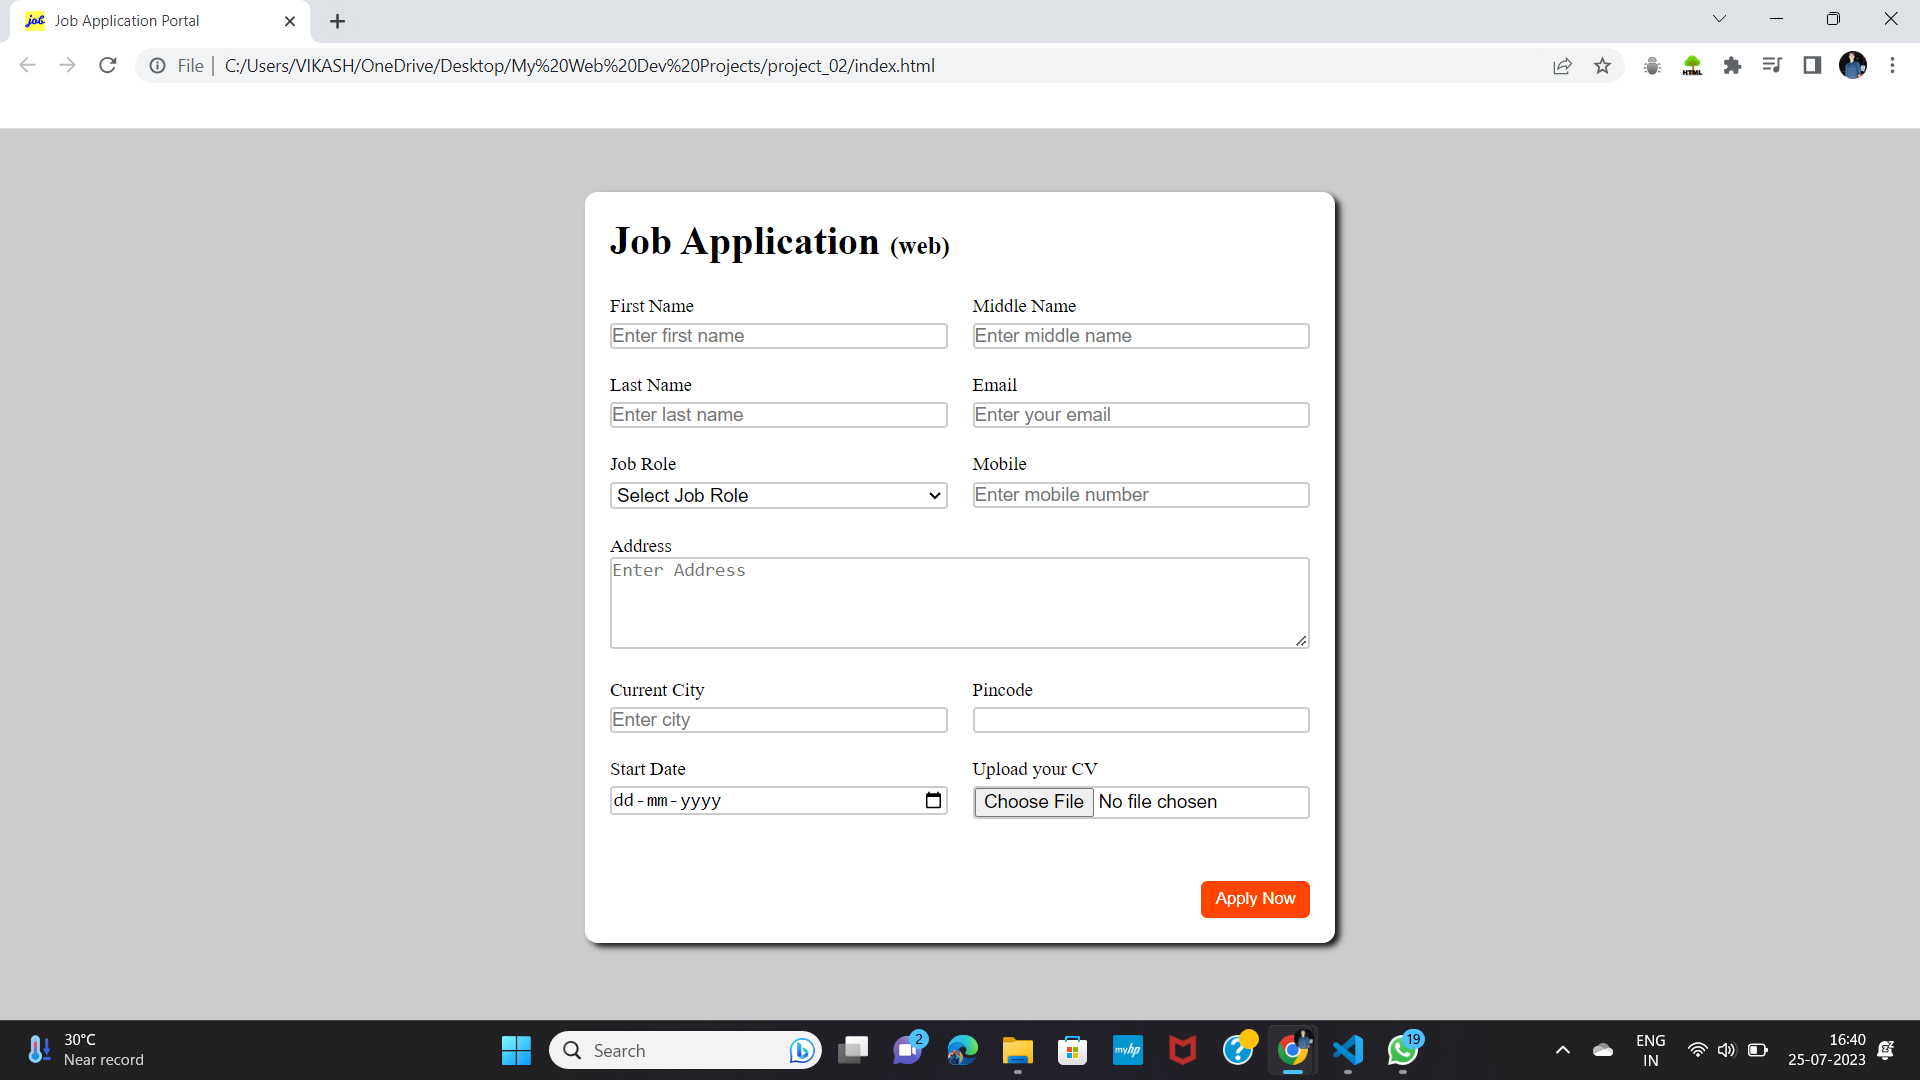 job Job Application Portal
File C:/Users/VIKASH/OneDrive/Desktop/My%20Web%20Dev%20Projects/project_02/index.html
HTML
Job Application (web)
First Name Middle Name
Enter first name Enter middle name
Last Name Email
Enter last name Enter your email
Job Role Mobile
Select Job Role Enter mobile number
Address
Enter Address
Current City Pincode
Enter city
Start Date Upload your CV
dd-mm-yyyy Choose File No file chosen
Apply Now
30°C
Near record
Search
2
myhp
19
ENG
IN
16:40
25-07-2023